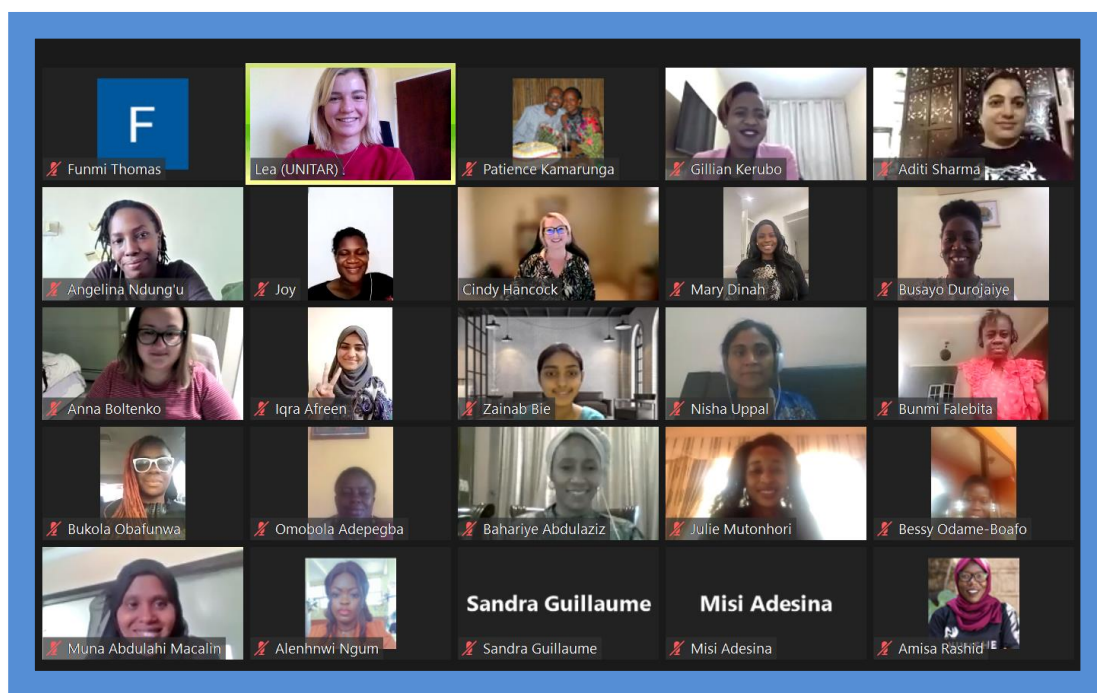 F
Funmi Thomas
Lea (UNITAR)
Patience Kamarunga
Gillian Kerubo
Aditi Sharma
Angelina Ndung'u
Joy
Cindy Hancock
Mary Dinah
Busayo Durojaiye
Anna Boltenko
Iqra Afreen
Zainab Bie
Nisha Uppal
Bunmi Falebita
Bukola Obafunwa
Omobola Adepegba
Bahariye Abdulaziz
Julie Mutonhori
Bessy Odame-Boafo
Sandra Guillaume
Misi Adesina
Muna Abdulahi Macalin
Alenhnwi Ngum
Sandra Guillaume
Misi Adesina
Amisa Rashid